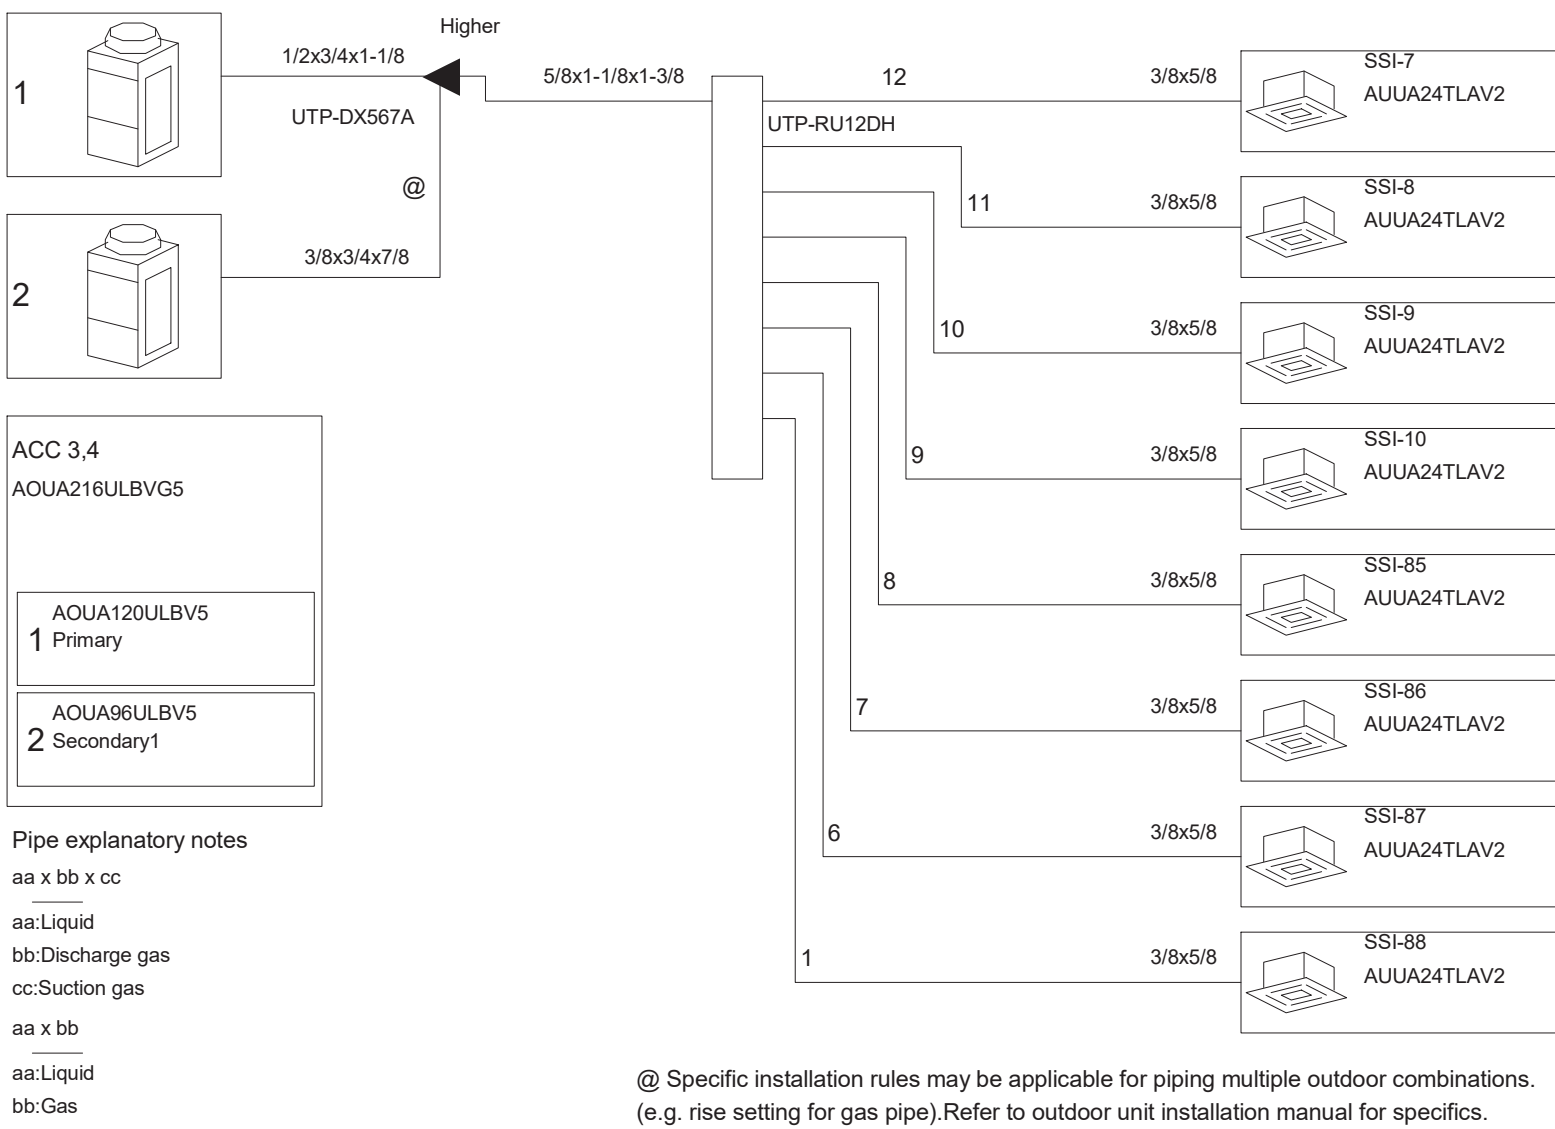 Higher
1/2x3/4x1-1/8
1
UTP-DX567A
@
2
3/8x3/4x7/8
5/8x1-1/8x1-3/8
UTP-RU12DH
12
3/8x5/8
SSI-7
AUUA24TLAV2
11
3/8x5/8
SSI-8
AUUA24TLAV2
10
3/8x5/8
SSI-9
AUUA24TLAV2
9
3/8x5/8
SSI-10
AUUA24TLAV2
8
3/8x5/8
SSI-85
AUUA24TLAV2
7
3/8x5/8
SSI-86
AUUA24TLAV2
6
3/8x5/8
SSI-87
AUUA24TLAV2
1
3/8x5/8
SSI-88
AUUA24TLAV2
ACC 3,4
AOUA216ULBVG5
AOUA120ULBV5
1 Primary
AOUA96ULBV5
2 Secondary1
Pipe explanatory notes
aa x bb x cc
aa:Liquid
bb:Discharge gas
cc:Suction gas
aa x bb
aa:Liquid
bb:Gas
@ Specific installation rules may be applicable for piping multiple outdoor combinations.
(e.g. rise setting for gas pipe).Refer to outdoor unit installation manual for specifics.